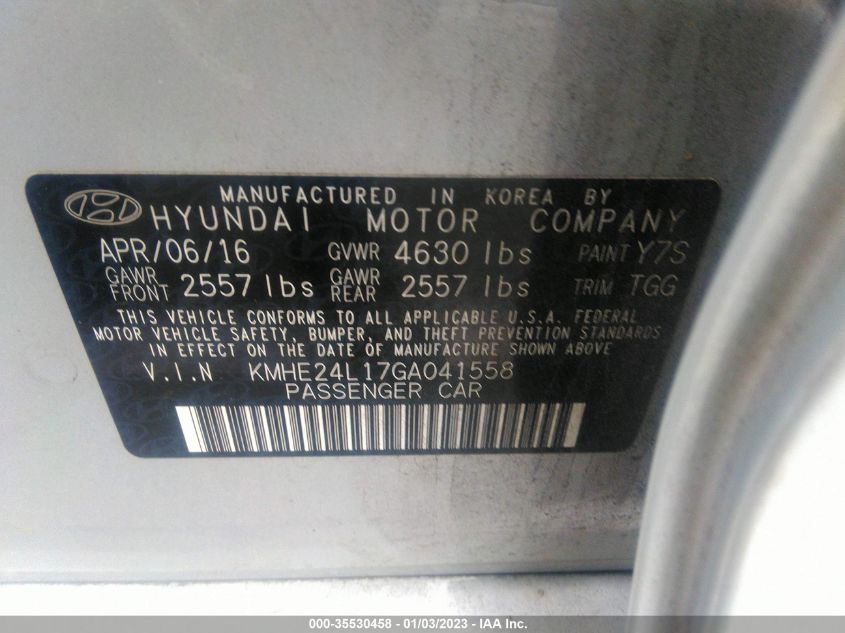 MANUFACTURED IN KOREA BY
HYUNDAI MOTOR COMPANY
APR/06/16 GVWR 4630 lbs PAINT Y7S
GAWR FRONT 2557 lbs GAWR REAR 2557 lbs TRIM TGG
THIS VEHICLE CONFORMS TO ALL APPLICABLE U.S.A. FEDERAL
MOTOR VEHICLE SAFETY, BUMPER, AND THEFT PREVENTION STANDARDS
IN EFFECT ON THE DATE OF MANUFACTURE SHOWN ABOVE
V.I.N KMHE24L17GA041558
PASSENGER CAR
000-35530458 - 01/03/2023 - IAA Inc.